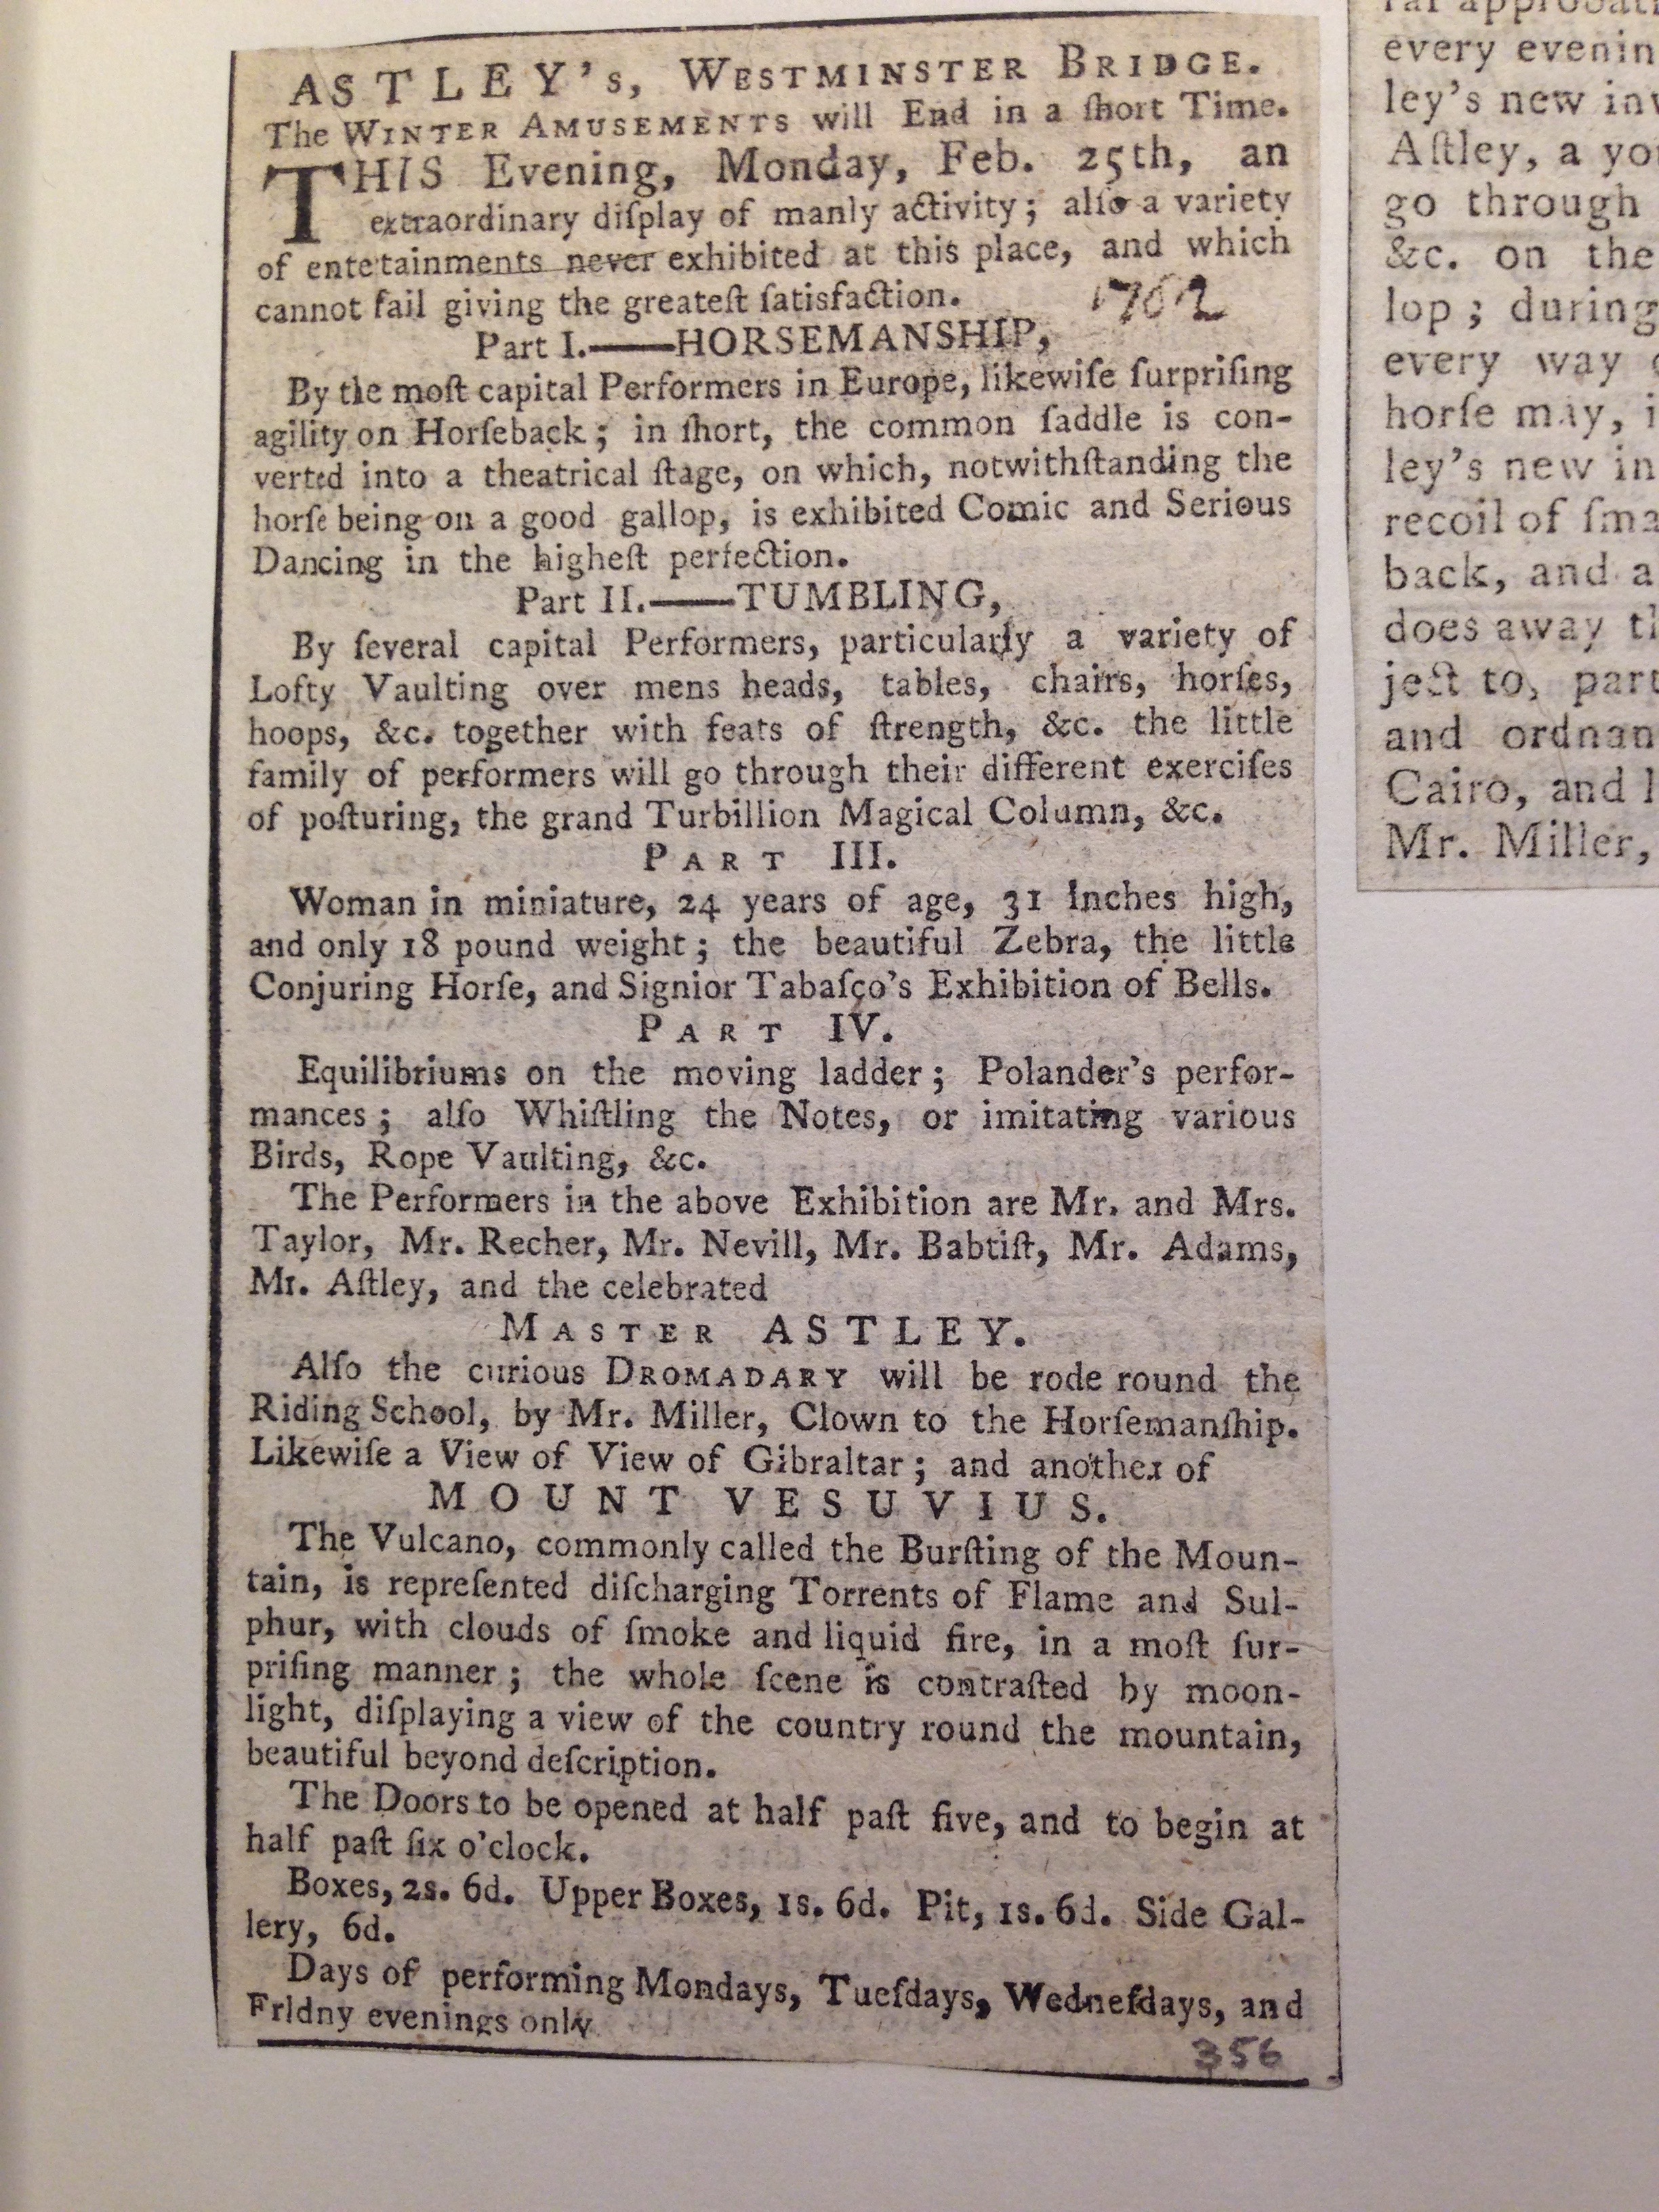 ASTLEY's, WESTMINSTER BRIDGE.
The WINTER AMUSEMENTS will End in a ſhort Time.
THIS Evening, Monday, Feb. 25th, an
extraordinary diſplay of manly activity; alſo a variety
of entertainments never exhibited at this place, and which
cannot fail giving the greateſt ſatisfaction.
Part I.——HORSEMANSHIP,
By the moſt capital Performers in Europe, likewiſe ſurpriſing
agility on Horſeback; in ſhort, the common ſaddle is con-
verted into a theatrical ſtage, on which, notwithſtanding the
horſe being on a good gallop, is exhibited Comic and Serious
Dancing in the higheſt perfection.
Part II.——TUMBLING,
By ſeveral capital Performers, particularly a variety of
Lofty Vaulting over mens heads, tables, chairs, horſes,
hoops, &c. together with feats of ſtrength, &c. the little
family of performers will go through their different exerciſes
of poſturing, the grand Turbillion Magical Column, &c.
PART III.
Woman in miniature, 24 years of age, 31 Inches high,
and only 18 pound weight; the beautiful Zebra, the little
Conjuring Horſe, and Signior Tabaſco's Exhibition of Bells.
PART IV.
Equilibriums on the moving ladder; Polander's perfor-
mances; alſo Whiſtling the Notes, or imitating various
Birds, Rope Vaulting, &c.
The Performers in the above Exhibition are Mr. and Mrs.
Taylor, Mr. Recher, Mr. Nevill, Mr. Babtiſt, Mr. Adams,
Mr. Aſtley, and the celebrated
MASTER ASTLEY.
Alſo the curious DROMADARY will be rode round the
Riding School, by Mr. Miller, Clown to the Horſemanſhip.
Likewiſe a View of View of Gibraltar; and another of
MOUNT VESUVIUS.
The Vulcano, commonly called the Burſting of the Moun-
tain, is repreſented diſcharging Torrents of Flame and Sul-
phur, with clouds of ſmoke and liquid fire, in a moſt ſur-
priſing manner; the whole ſcene is contraſted by moon-
light, diſplaying a view of the country round the mountain,
beautiful beyond deſcription.
The Doors to be opened at half paſt five, and to begin at
half paſt ſix o'clock.
Boxes, 2s. 6d. Upper Boxes, 1s. 6d. Pit, 1s. 6d. Side Gal-
lery, 6d.
Days of performing Mondays, Tueſdays, Wedneſdays, and
Frldny evenings only
356
every evenin
ley's new inv
Aſtley, a yo
go through
&c. on the
lop; during
every way
horſe may, i
ley's new in
recoil of ſma
back, and a
does away t
ject to, part
and ordnan
Cairo, and
Mr. Miller,